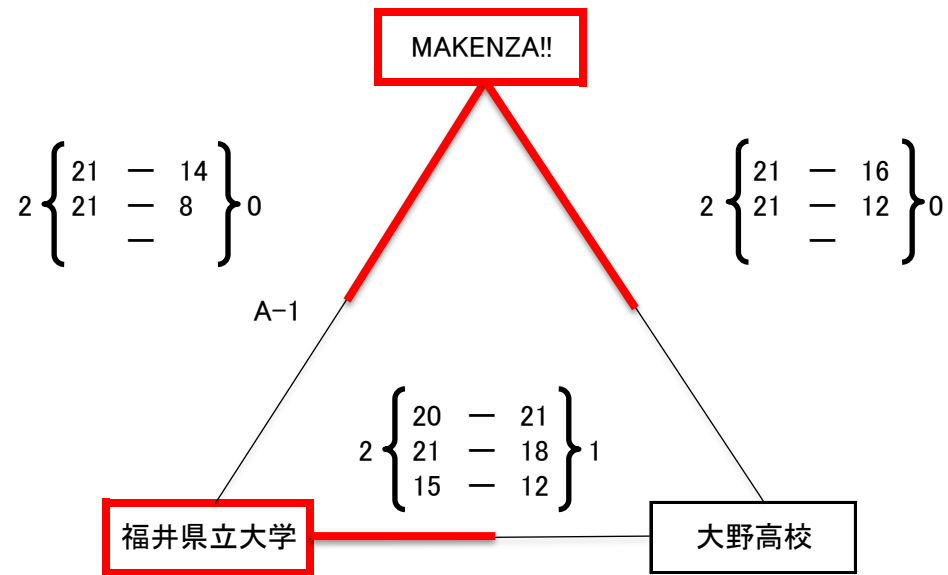 MAKENZA!!
21 — 14
2 { 21 — 8 } 0
—
21 — 16
2 { 21 — 12 } 0
—
A-1
20 — 21
2 { 21 — 18 } 1
15 — 12
福井県立大学
大野高校